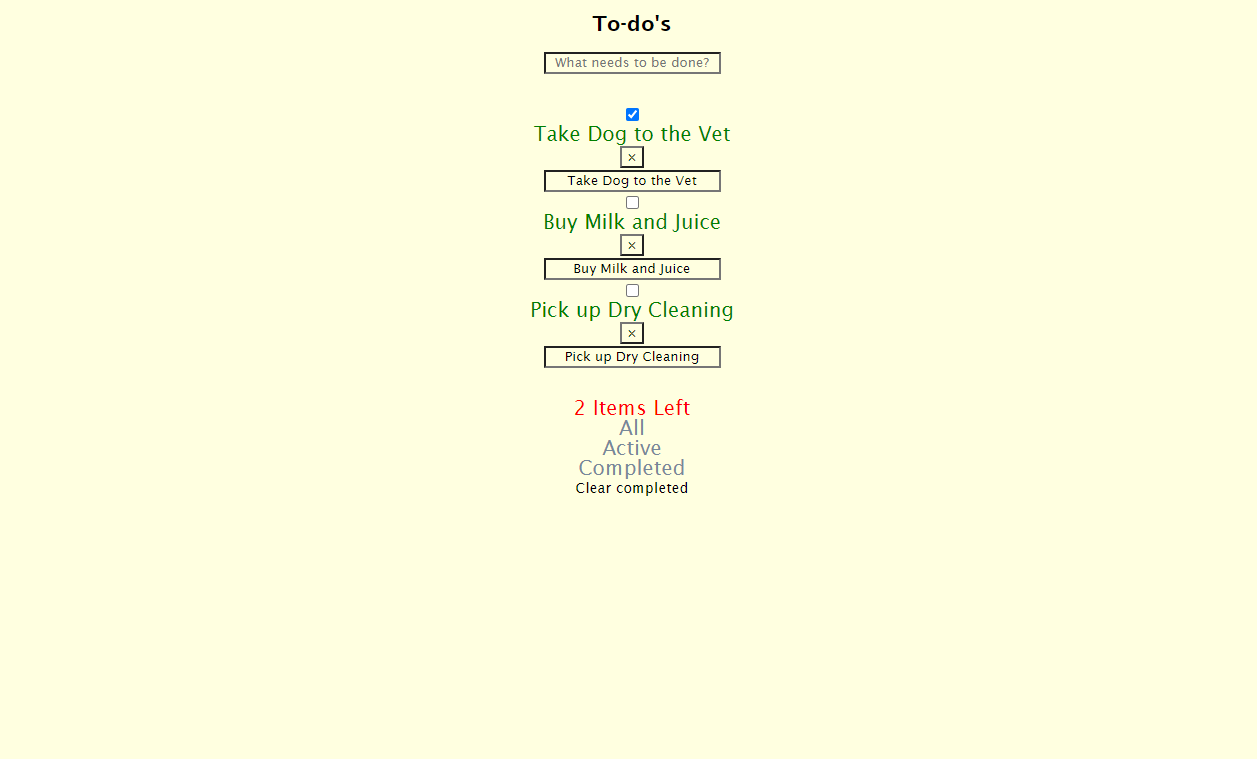 To-do's
What needs to be done?
Take Dog to the Vet
×
Take Dog to the Vet
Buy Milk and Juice
×
Buy Milk and Juice
Pick up Dry Cleaning
×
Pick up Dry Cleaning
2 Items Left
All
Active
Completed
Clear completed